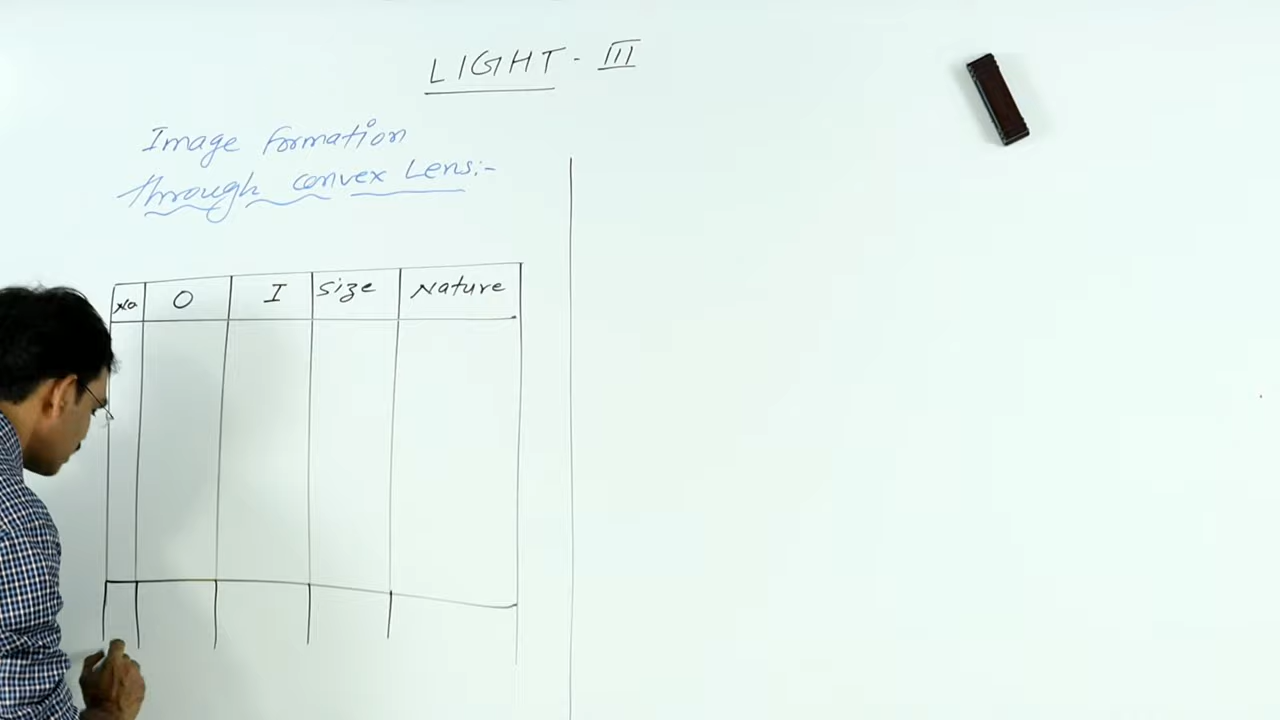 LIGHT - III
Image formation
through convex Lens:-
No O I Size Nature